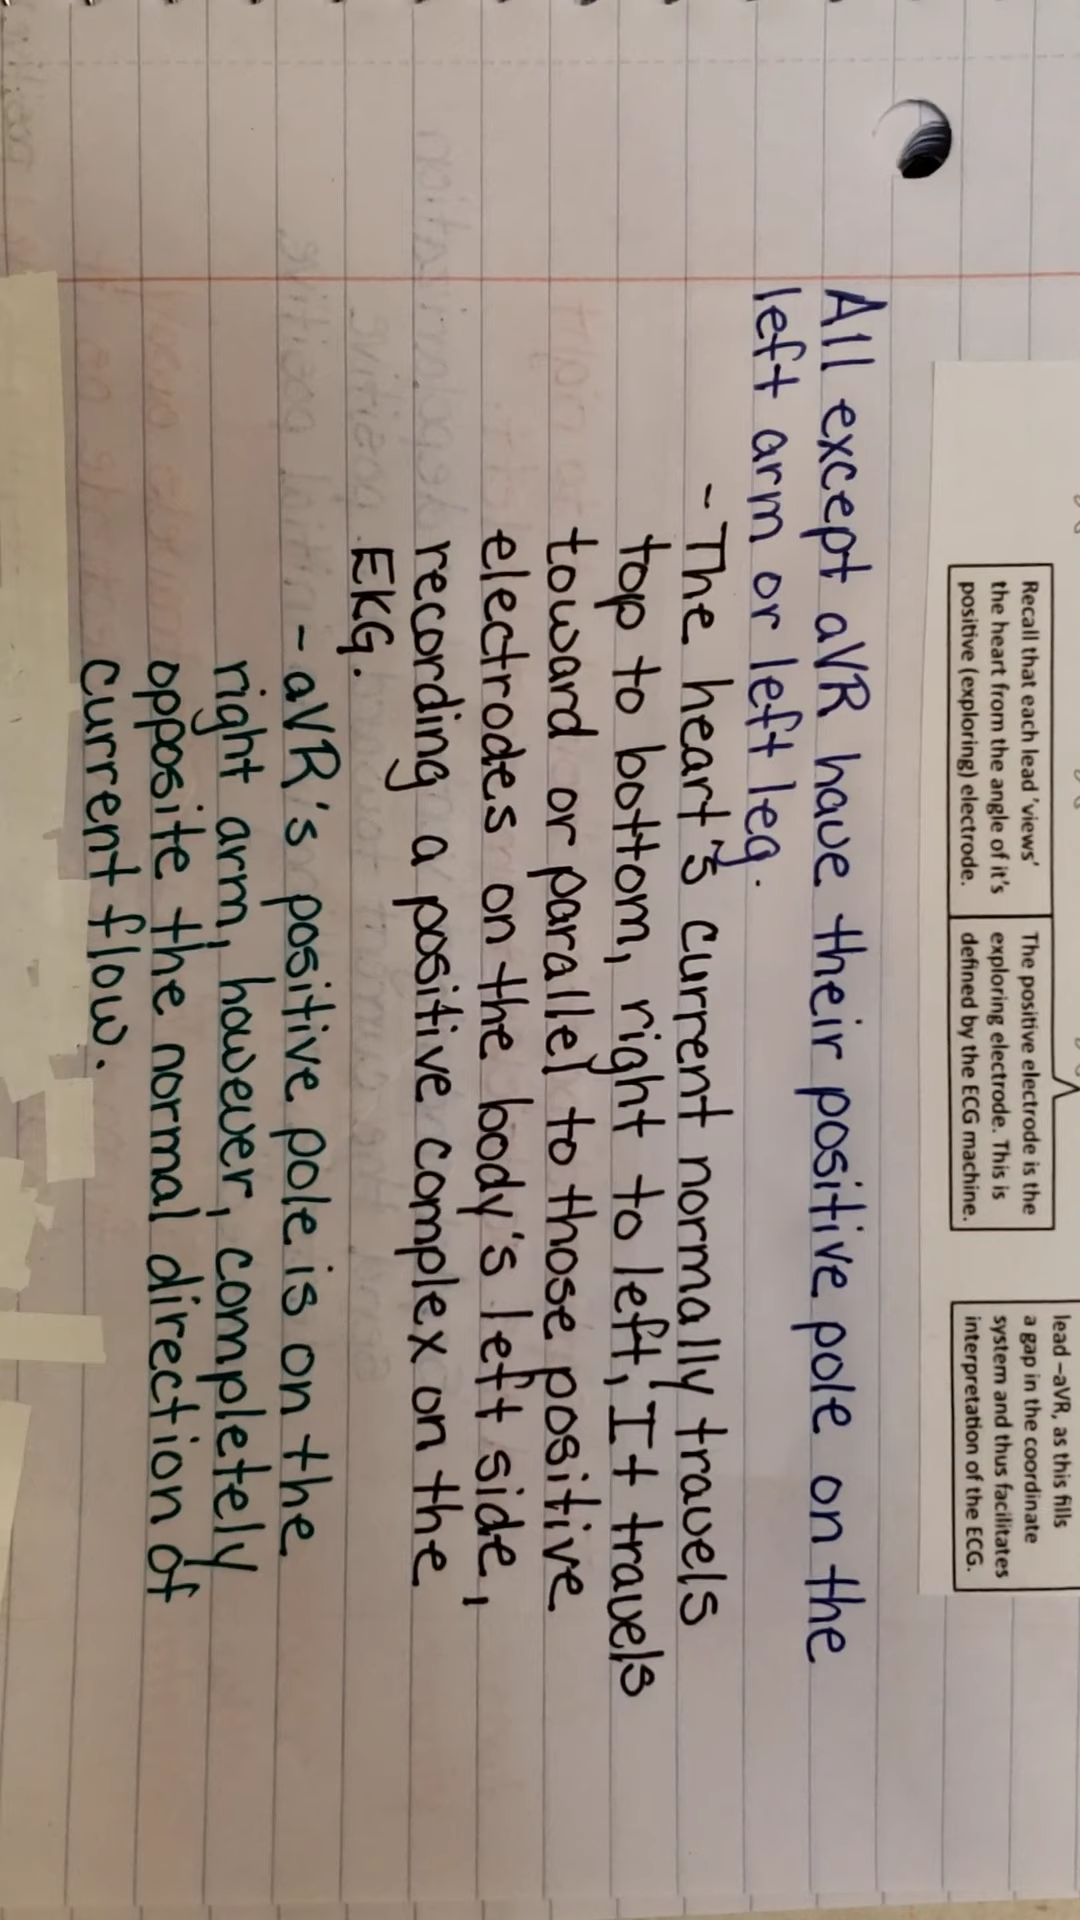 Recall that each lead 'views'
the heart from the angle of it's
positive (exploring) electrode.
The positive electrode is the
exploring electrode. This is
defined by the ECG machine.
lead –aVR, as this fills
a gap in the coordinate
system and thus facilitates
interpretation of the ECG.
All except aVR have their positive pole on the
left arm or left leg.
- The heart's current normally travels
top to bottom, right to left, It travels
toward or parallel to those positive
electrodes on the body's left side,
recording a positive complex on the
EKG.
- aVR's positive pole is on the
right arm, however, completely
opposite the normal direction of
current flow.